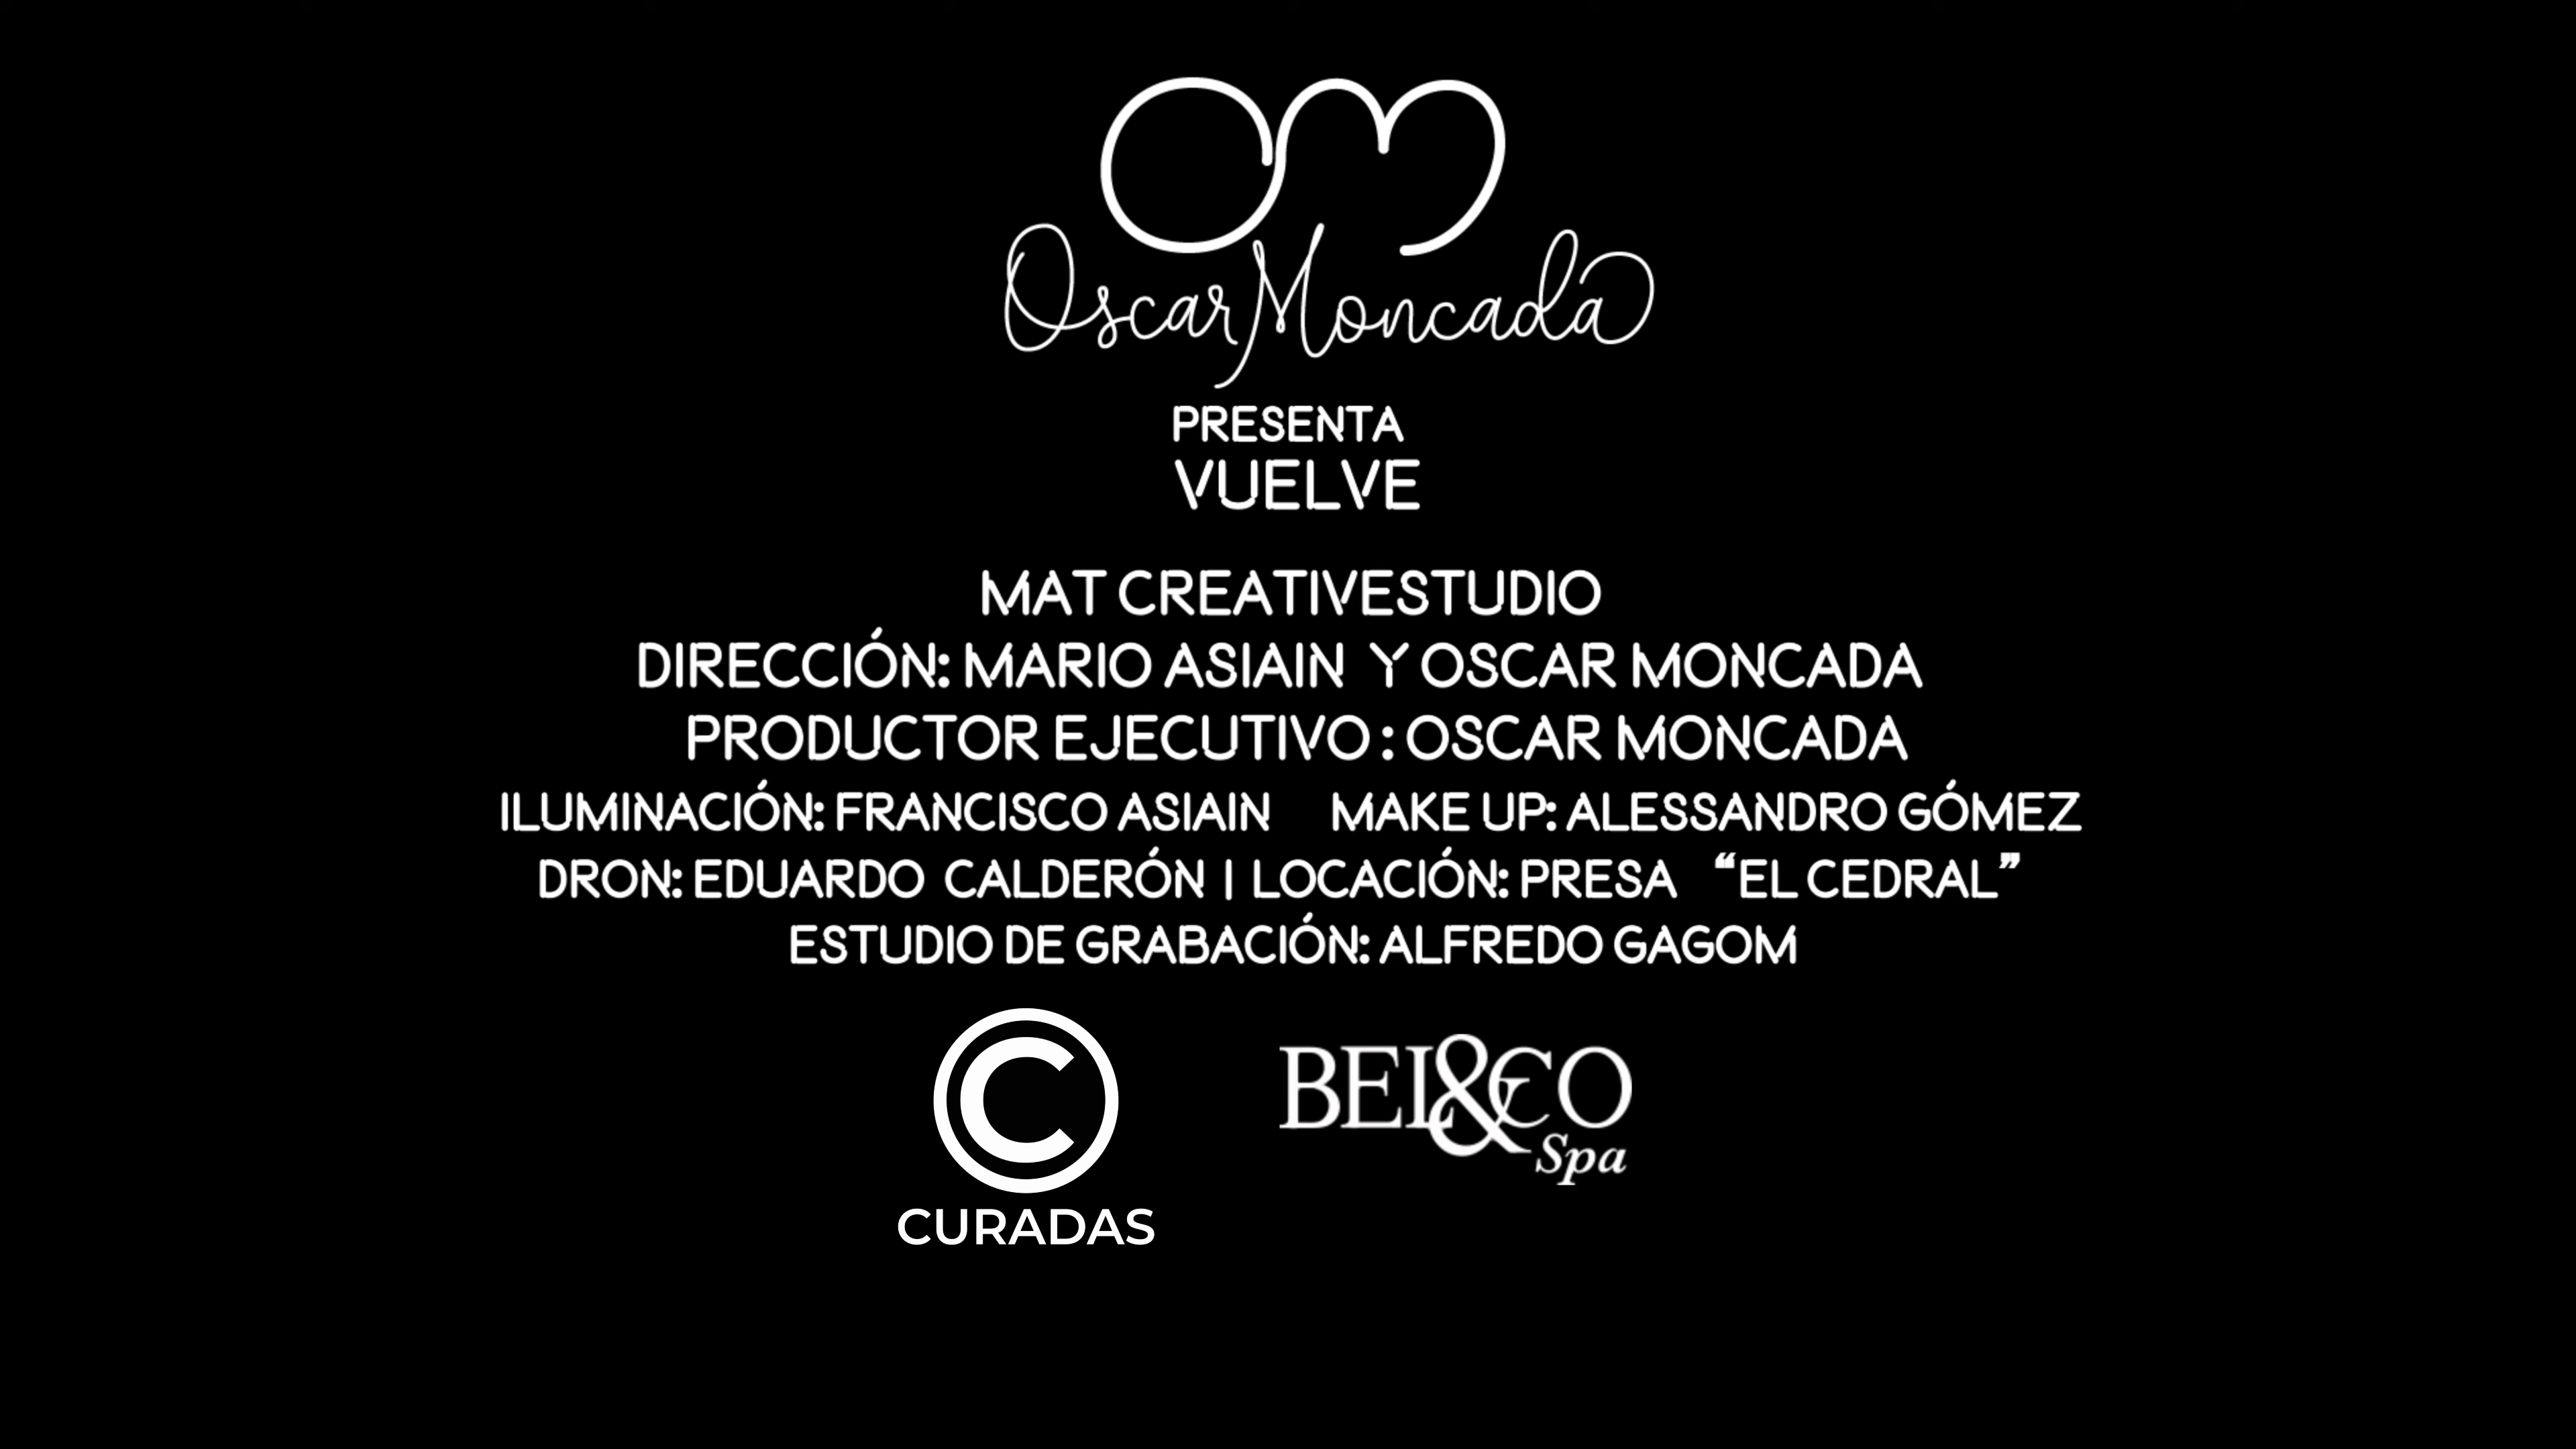 OM
Oscar Moncada
PRESENTA
VUELVE
MAT CREATIVESTUDIO
DIRECCIÓN: MARIO ASIAIN Y OSCAR MONCADA
PRODUCTOR EJECUTIVO : OSCAR MONCADA
ILUMINACIÓN: FRANCISCO ASIAIN MAKE UP: ALESSANDRO GÓMEZ
DRON: EDUARDO CALDERÓN | LOCACIÓN: PRESA “EL CEDRAL”
ESTUDIO DE GRABACIÓN: ALFREDO GAGOM
C
CURADAS
BEL&CO
Spa